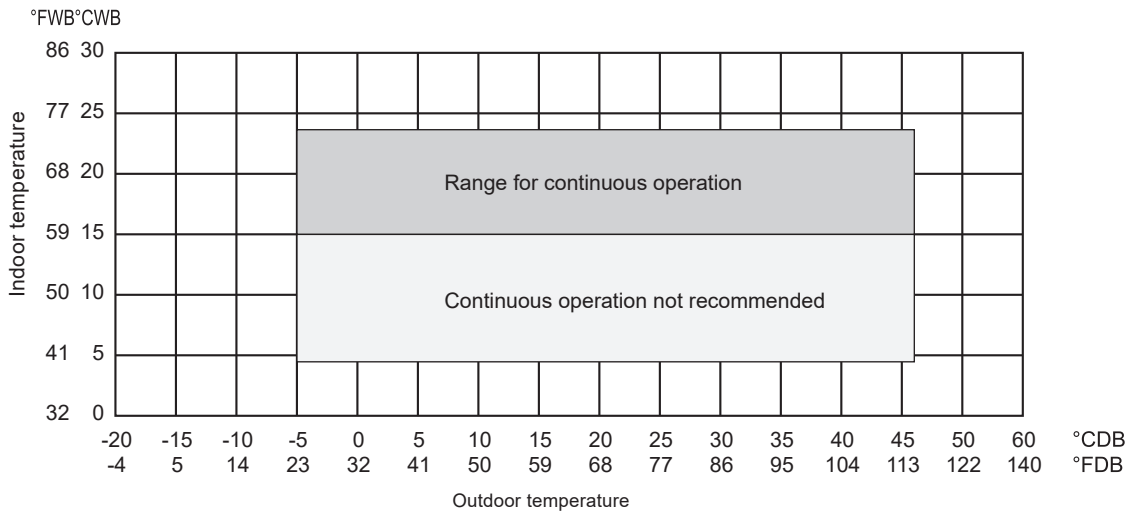 °FWB°CWB
86 30
77 25
68 20
59 15
50 10
41 5
32 0
Indoor temperature
Range for continuous operation
Continuous operation not recommended
-20 -15 -10 -5 0 5 10 15 20 25 30 35 40 45 50 60 °CDB
-4 5 14 23 32 41 50 59 68 77 86 95 104 113 122 140 °FDB
Outdoor temperature